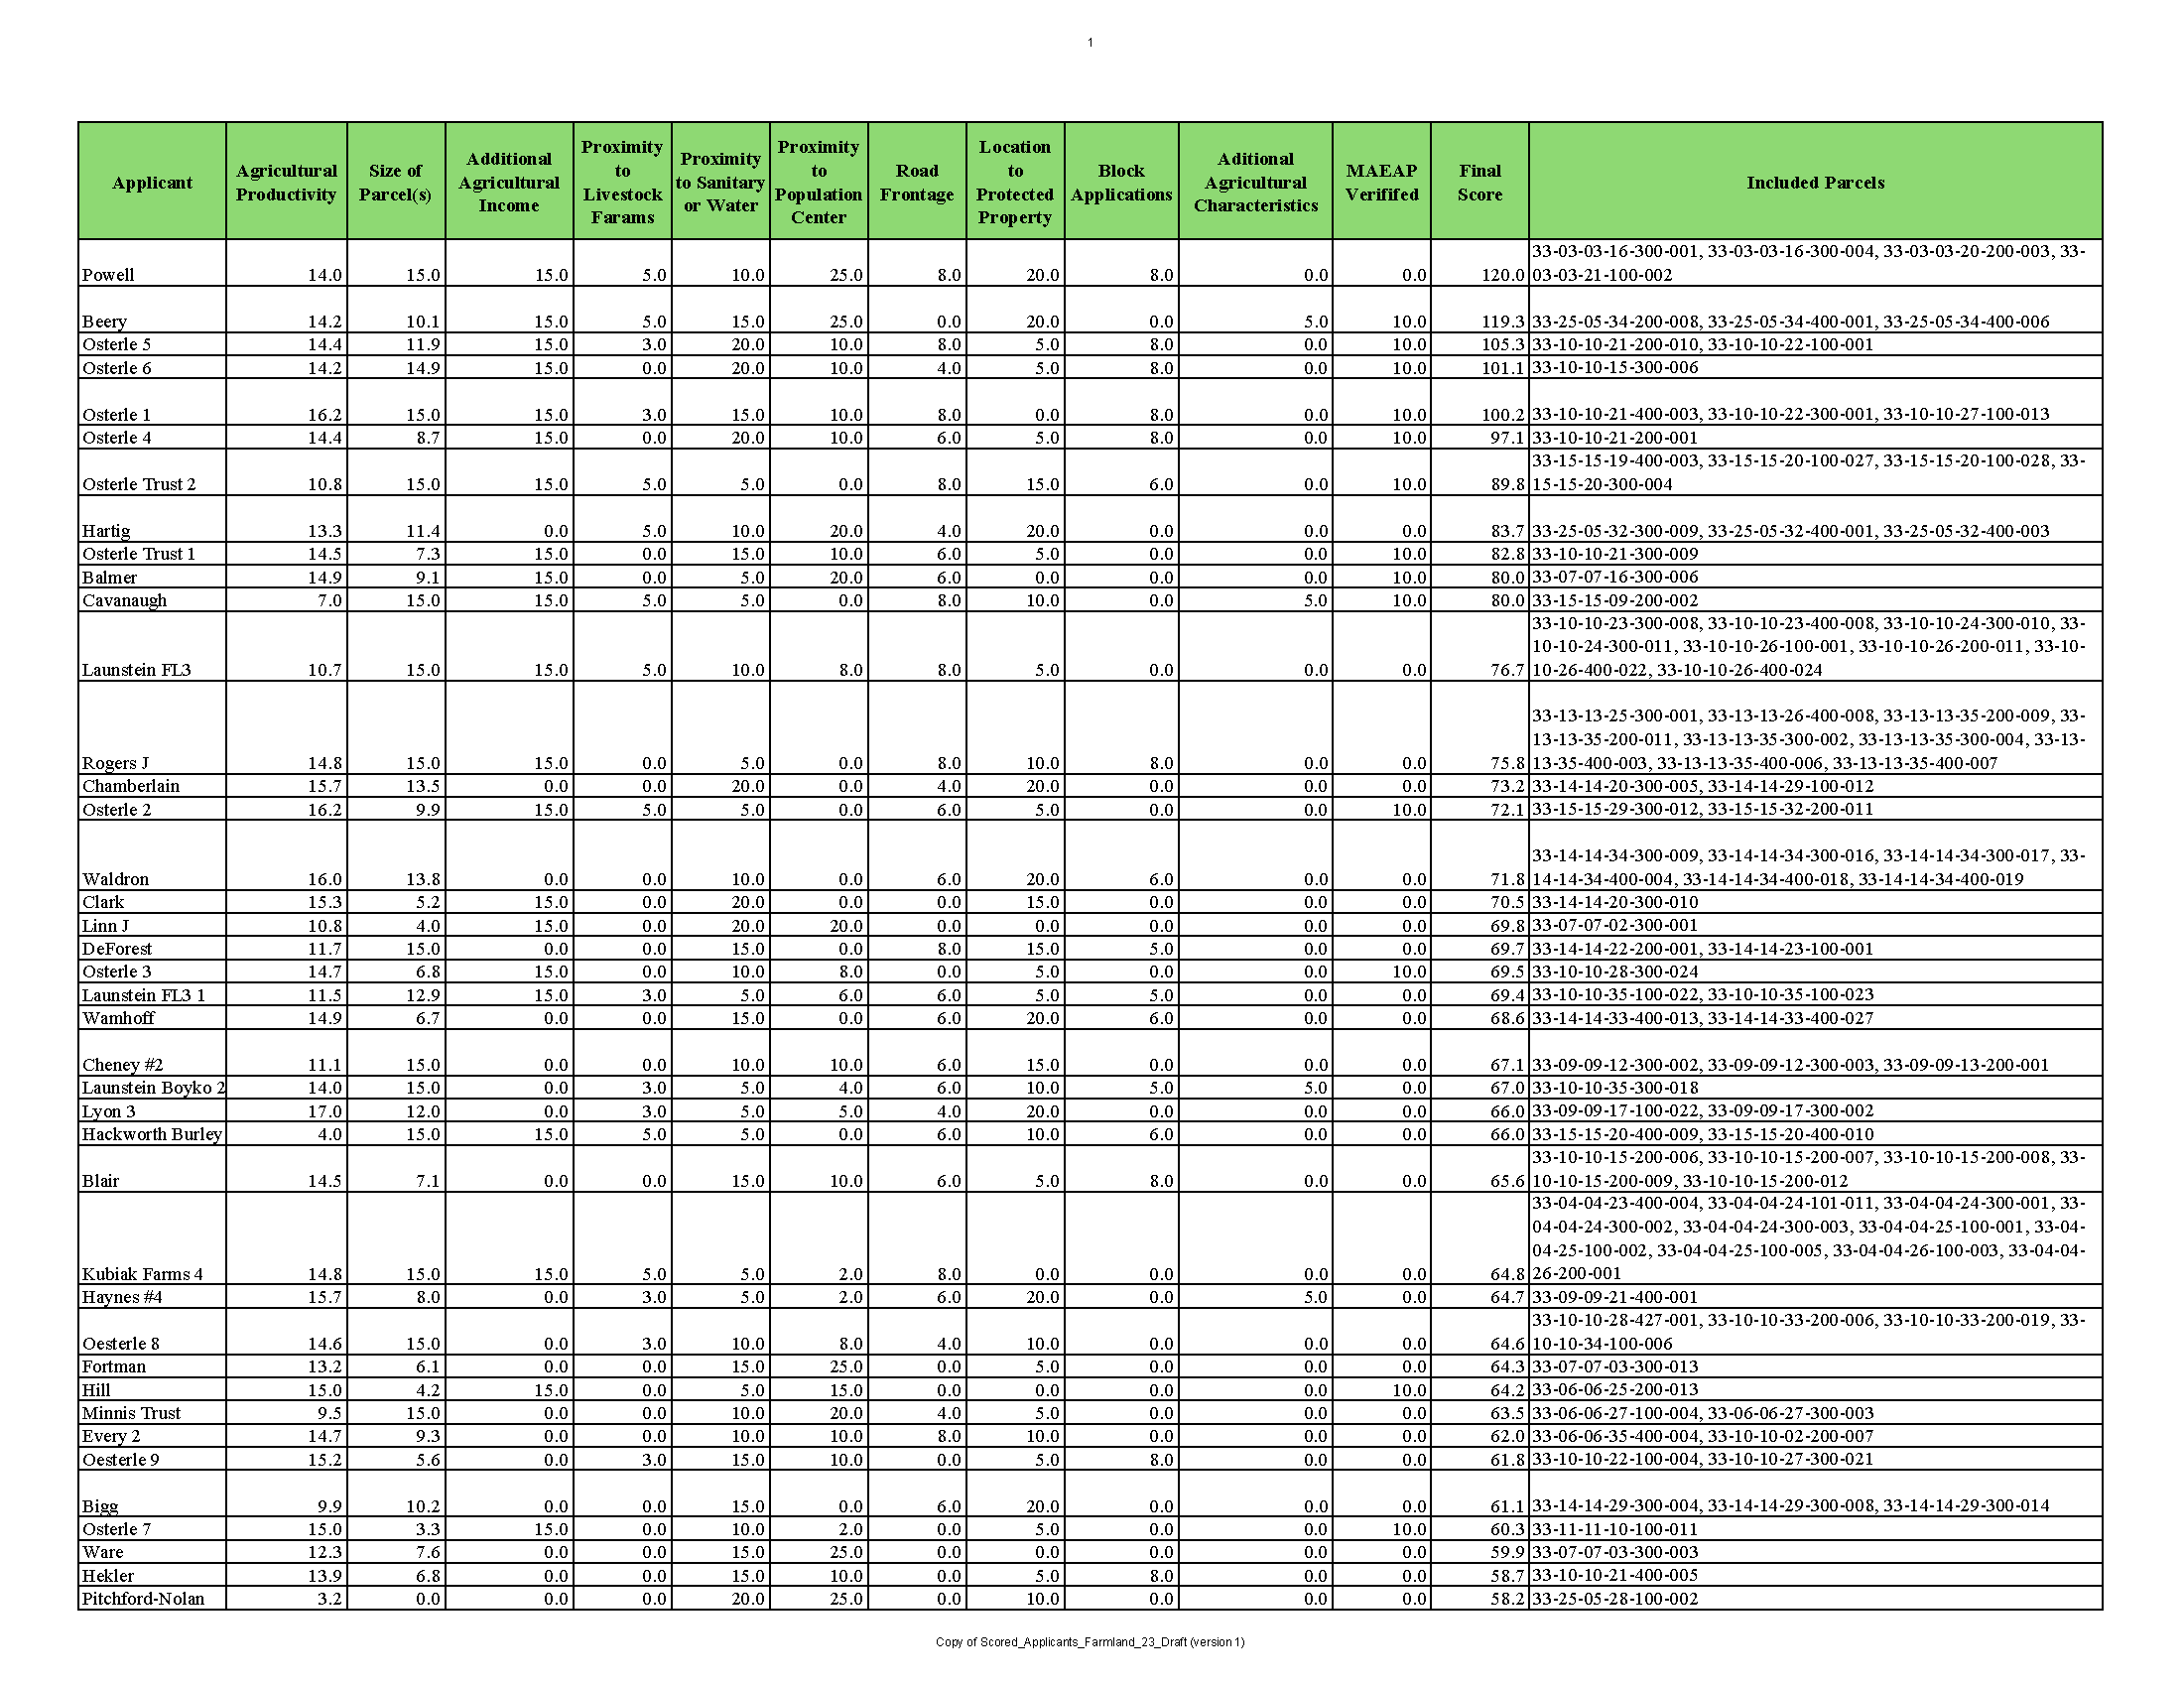 1
Applicant Agricultural Productivity Size of Parcel(s) Additional Agricultural Income Proximity to Livestock Farams Proximity to Sanitary or Water Proximity to Population Center Road Frontage Location to Protected Property Block Applications Aditional Agricultural Characteristics MAEAP Verififed Final Score Included Parcels
33-03-03-16-300-001, 33-03-03-16-300-004, 33-03-03-20-200-003, 33-
Powell 14.0 15.0 15.0 5.0 10.0 25.0 8.0 20.0 8.0 0.0 0.0 120.0 03-03-21-100-002
Beery 14.2 10.1 15.0 5.0 15.0 25.0 0.0 20.0 0.0 5.0 10.0 119.3 33-25-05-34-200-008, 33-25-05-34-400-001, 33-25-05-34-400-006
Osterle 5 14.4 11.9 15.0 3.0 20.0 10.0 8.0 5.0 8.0 0.0 10.0 105.3 33-10-10-21-200-010, 33-10-10-22-100-001
Osterle 6 14.2 14.9 15.0 0.0 20.0 10.0 4.0 5.0 8.0 0.0 10.0 101.1 33-10-10-15-300-006
Osterle 1 16.2 15.0 15.0 3.0 15.0 10.0 8.0 0.0 8.0 0.0 10.0 100.2 33-10-10-21-400-003, 33-10-10-22-300-001, 33-10-10-27-100-013
Osterle 4 14.4 8.7 15.0 0.0 20.0 10.0 6.0 5.0 8.0 0.0 10.0 97.1 33-10-10-21-200-001
33-15-15-19-400-003, 33-15-15-20-100-027, 33-15-15-20-100-028, 33-
Osterle Trust 2 10.8 15.0 15.0 5.0 5.0 0.0 8.0 15.0 6.0 0.0 10.0 89.8 15-15-20-300-004
Hartig 13.3 11.4 0.0 5.0 10.0 20.0 4.0 20.0 0.0 0.0 0.0 83.7 33-25-05-32-300-009, 33-25-05-32-400-001, 33-25-05-32-400-003
Osterle Trust 1 14.5 7.3 15.0 0.0 15.0 10.0 6.0 5.0 0.0 0.0 10.0 82.8 33-10-10-21-300-009
Balmer 14.9 9.1 15.0 0.0 5.0 20.0 6.0 0.0 0.0 0.0 10.0 80.0 33-07-07-16-300-006
Cavanaugh 7.0 15.0 15.0 5.0 5.0 0.0 8.0 10.0 0.0 5.0 10.0 80.0 33-15-15-09-200-002
33-10-10-23-300-008, 33-10-10-23-400-008, 33-10-10-24-300-010, 33-
10-10-24-300-011, 33-10-10-26-100-001, 33-10-10-26-200-011, 33-10-
Launstein FL3 10.7 15.0 15.0 5.0 10.0 8.0 8.0 5.0 0.0 0.0 0.0 76.7 10-26-400-022, 33-10-10-26-400-024
33-13-13-25-300-001, 33-13-13-26-400-008, 33-13-13-35-200-009, 33-
13-13-35-200-011, 33-13-13-35-300-002, 33-13-13-35-300-004, 33-13-
Rogers J 14.8 15.0 15.0 0.0 5.0 0.0 8.0 10.0 8.0 0.0 0.0 75.8 13-35-400-003, 33-13-13-35-400-006, 33-13-13-35-400-007
Chamberlain 15.7 13.5 0.0 0.0 20.0 0.0 4.0 20.0 0.0 0.0 0.0 73.2 33-14-14-20-300-005, 33-14-14-29-100-012
Osterle 2 16.2 9.9 15.0 5.0 5.0 0.0 6.0 5.0 0.0 0.0 10.0 72.1 33-15-15-29-300-012, 33-15-15-32-200-011
33-14-14-34-300-009, 33-14-14-34-300-016, 33-14-14-34-300-017, 33-
Waldron 16.0 13.8 0.0 0.0 10.0 0.0 6.0 20.0 6.0 0.0 0.0 71.8 14-14-34-400-004, 33-14-14-34-400-018, 33-14-14-34-400-019
Clark 15.3 5.2 15.0 0.0 20.0 0.0 0.0 15.0 0.0 0.0 0.0 70.5 33-14-14-20-300-010
Linn J 10.8 4.0 15.0 0.0 20.0 20.0 0.0 0.0 0.0 0.0 0.0 69.8 33-07-07-02-300-001
DeForest 11.7 15.0 0.0 0.0 15.0 0.0 8.0 15.0 5.0 0.0 0.0 69.7 33-14-14-22-200-001, 33-14-14-23-100-001
Osterle 3 14.7 6.8 15.0 0.0 10.0 8.0 0.0 5.0 0.0 0.0 10.0 69.5 33-10-10-28-300-024
Launstein FL3 1 11.5 12.9 15.0 3.0 5.0 6.0 6.0 5.0 5.0 0.0 0.0 69.4 33-10-10-35-100-022, 33-10-10-35-100-023
Wamhoff 14.9 6.7 0.0 0.0 15.0 0.0 6.0 20.0 6.0 0.0 0.0 68.6 33-14-14-33-400-013, 33-14-14-33-400-027
Cheney #2 11.1 15.0 0.0 0.0 10.0 10.0 6.0 15.0 0.0 0.0 0.0 67.1 33-09-09-12-300-002, 33-09-09-12-300-003, 33-09-09-13-200-001
Launstein Boyko 2 14.0 15.0 0.0 3.0 5.0 4.0 6.0 10.0 5.0 5.0 0.0 67.0 33-10-10-35-300-018
Lyon 3 17.0 12.0 0.0 3.0 5.0 5.0 4.0 20.0 0.0 0.0 0.0 66.0 33-09-09-17-100-022, 33-09-09-17-300-002
Hackworth Burley 4.0 15.0 15.0 5.0 5.0 0.0 6.0 10.0 6.0 0.0 0.0 66.0 33-15-15-20-400-009, 33-15-15-20-400-010
33-10-10-15-200-006, 33-10-10-15-200-007, 33-10-10-15-200-008, 33-
Blair 14.5 7.1 0.0 0.0 15.0 10.0 6.0 5.0 8.0 0.0 0.0 65.6 10-10-15-200-009, 33-10-10-15-200-012
33-04-04-23-400-004, 33-04-04-24-101-011, 33-04-04-24-300-001, 33-
04-04-24-300-002, 33-04-04-24-300-003, 33-04-04-25-100-001, 33-04-
04-25-100-002, 33-04-04-25-100-005, 33-04-04-26-100-003, 33-04-04-
Kubiak Farms 4 14.8 15.0 15.0 5.0 5.0 2.0 8.0 0.0 0.0 0.0 0.0 64.8 26-200-001
Haynes #4 15.7 8.0 0.0 3.0 5.0 2.0 6.0 20.0 0.0 5.0 0.0 64.7 33-09-09-21-400-001
33-10-10-28-427-001, 33-10-10-33-200-006, 33-10-10-33-200-019, 33-
Oesterle 8 14.6 15.0 0.0 3.0 10.0 8.0 4.0 10.0 0.0 0.0 0.0 64.6 10-10-34-100-006
Fortman 13.2 6.1 0.0 0.0 15.0 25.0 0.0 5.0 0.0 0.0 0.0 64.3 33-07-07-03-300-013
Hill 15.0 4.2 15.0 0.0 5.0 15.0 0.0 0.0 0.0 0.0 10.0 64.2 33-06-06-25-200-013
Minnis Trust 9.5 15.0 0.0 0.0 10.0 20.0 4.0 5.0 0.0 0.0 0.0 63.5 33-06-06-27-100-004, 33-06-06-27-300-003
Every 2 14.7 9.3 0.0 0.0 10.0 10.0 8.0 10.0 0.0 0.0 0.0 62.0 33-06-06-35-400-004, 33-10-10-02-200-007
Oesterle 9 15.2 5.6 0.0 3.0 15.0 10.0 0.0 5.0 8.0 0.0 0.0 61.8 33-10-10-22-100-004, 33-10-10-27-300-021
Bigg 9.9 10.2 0.0 0.0 15.0 0.0 6.0 20.0 0.0 0.0 0.0 61.1 33-14-14-29-300-004, 33-14-14-29-300-008, 33-14-14-29-300-014
Osterle 7 15.0 3.3 15.0 0.0 10.0 2.0 0.0 5.0 0.0 0.0 10.0 60.3 33-11-11-10-100-011
Ware 12.3 7.6 0.0 0.0 15.0 25.0 0.0 0.0 0.0 0.0 0.0 59.9 33-07-07-03-300-003
Hekler 13.9 6.8 0.0 0.0 15.0 10.0 0.0 5.0 8.0 0.0 0.0 58.7 33-10-10-21-400-005
Pitchford-Nolan 3.2 0.0 0.0 0.0 20.0 25.0 0.0 10.0 0.0 0.0 0.0 58.2 33-25-05-28-100-002
Copy of Scored_Applicants_Farmland_23_Draft (version 1)